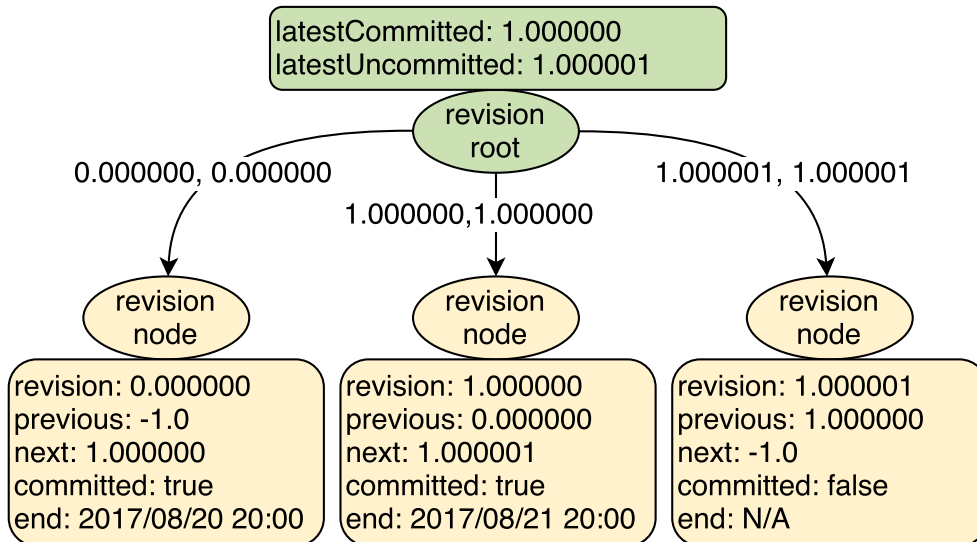 latestCommitted: 1.000000
latestUncommitted: 1.000001
revision
root
0.000000, 0.000000
1.000000,1.000000
1.000001, 1.000001
revision
node
revision: 0.000000
previous: -1.0
next: 1.000000
committed: true
end: 2017/08/20 20:00
revision
node
revision: 1.000000
previous: 0.000000
next: 1.000001
committed: true
end: 2017/08/21 20:00
revision
node
revision: 1.000001
previous: 1.000000
next: -1.0
committed: false
end: N/A